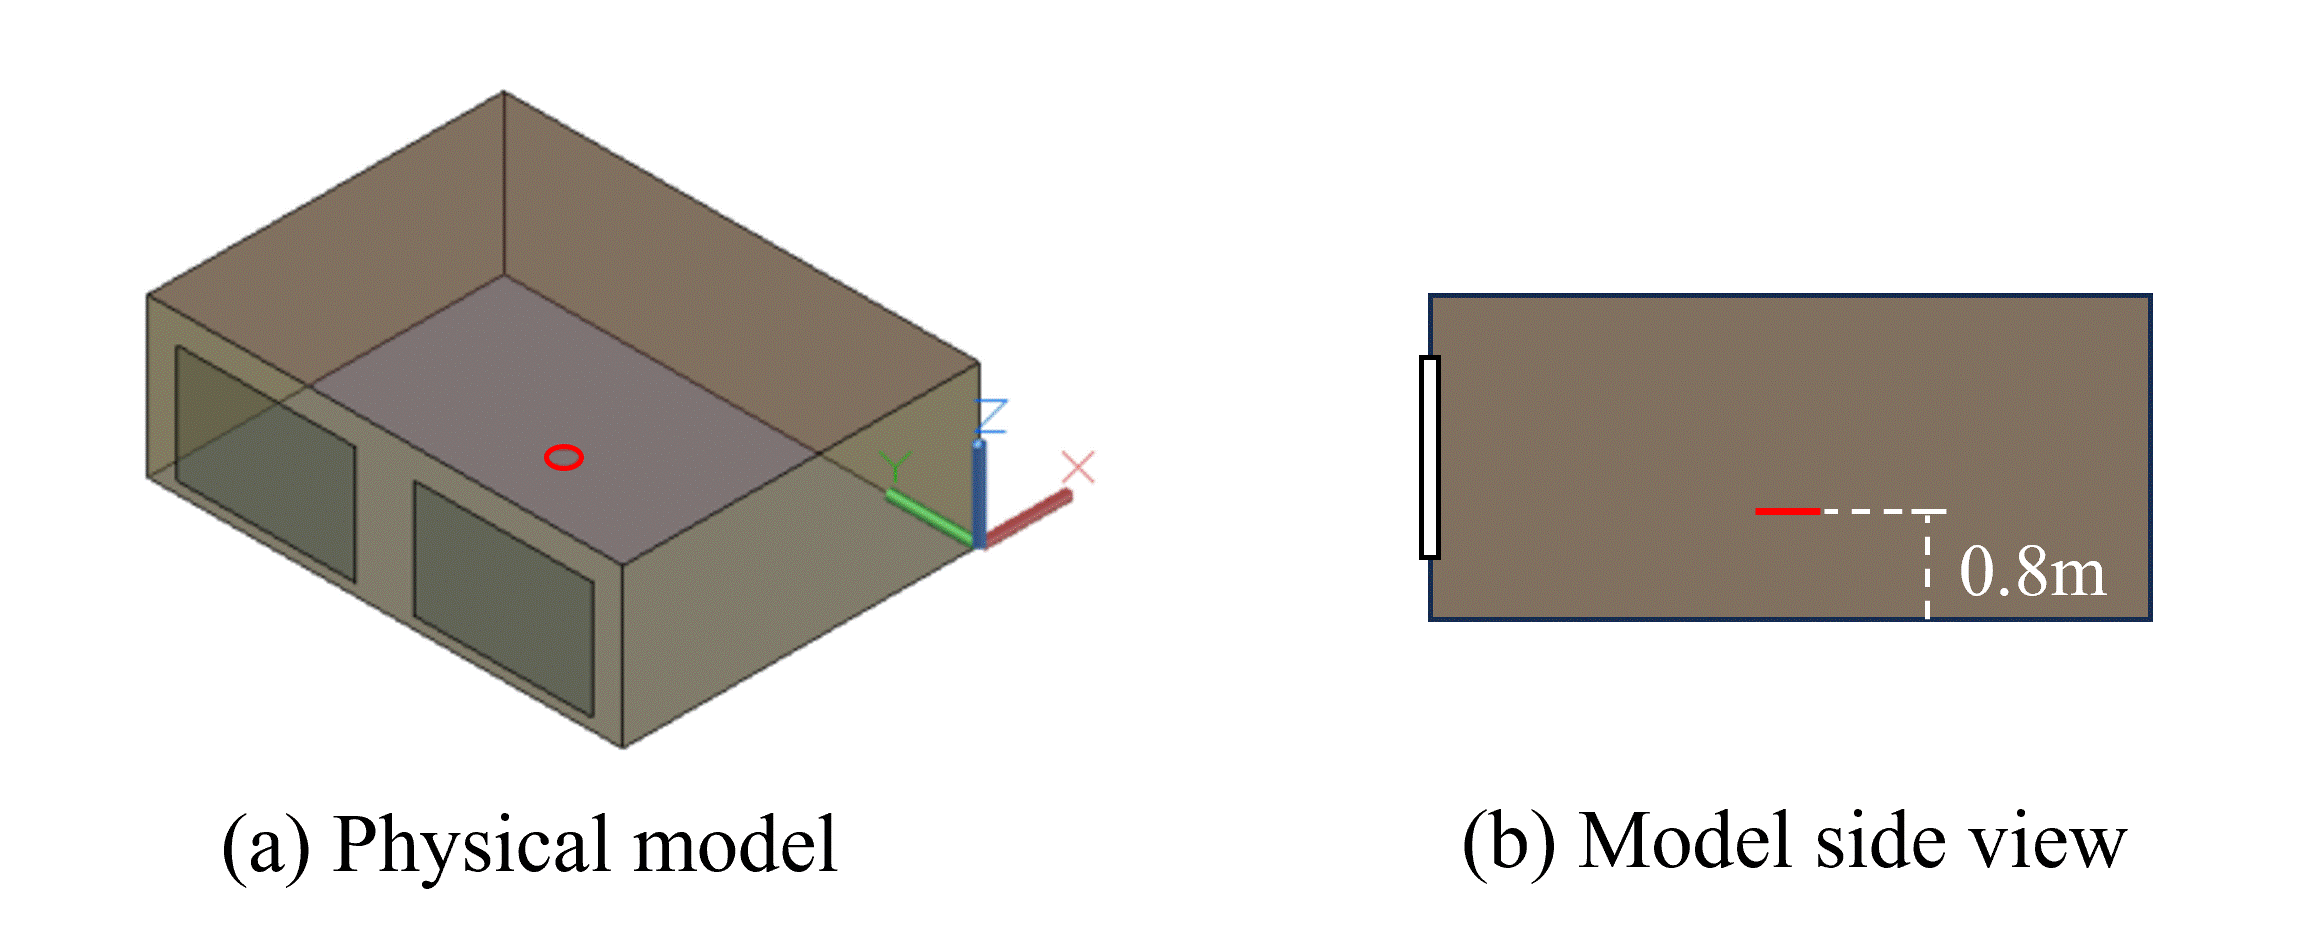 Z
Y
X
0.8m
(a) Physical model
(b) Model side view